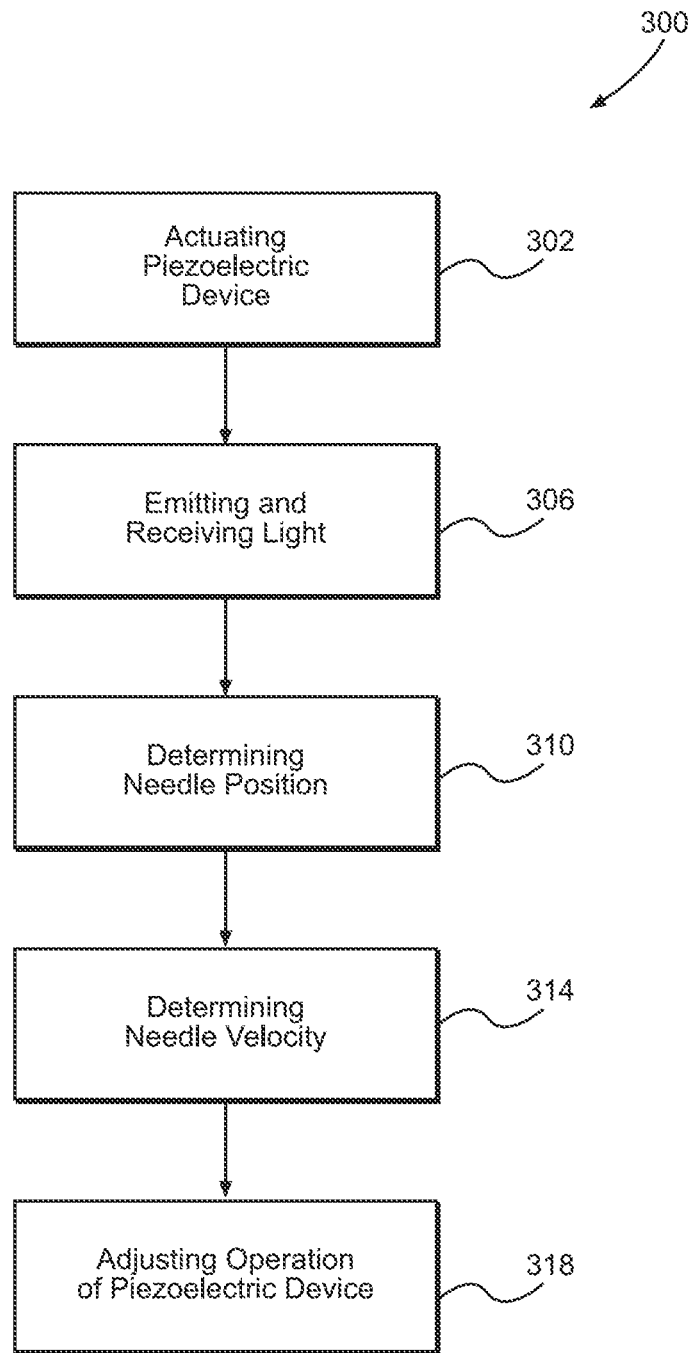 300
Actuating
Piezoelectric
Device
302
Emitting and
Receiving Light
306
Determining
Needle Position
310
Determining
Needle Velocity
314
Adjusting Operation
of Piezoelectric Device
318